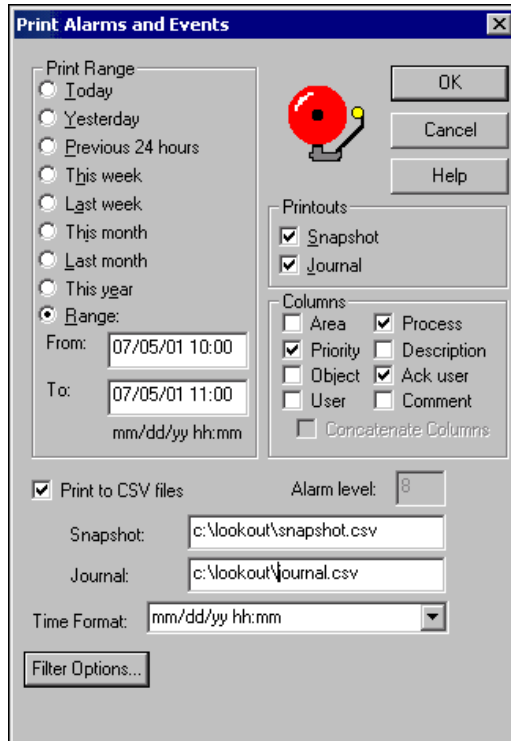 Print Alarms and Events
Print Range
Today
Yesterday
Previous 24 hours
This week
Last week
This month
Last month
This year
Range:
From: 07/05/01 10:00
To: 07/05/01 11:00
mm/dd/yy hh:mm
OK
Cancel
Help
Printouts
Snapshot
Journal
Columns
Area Process
Priority Description
Object Ack user
User Comment
Concatenate Columns
Print to CSV files Alarm level: 8
Snapshot: c:\lookout\snapshot.csv
Journal: c:\lookout\journal.csv
Time Format: mm/dd/yy hh:mm
Filter Options...